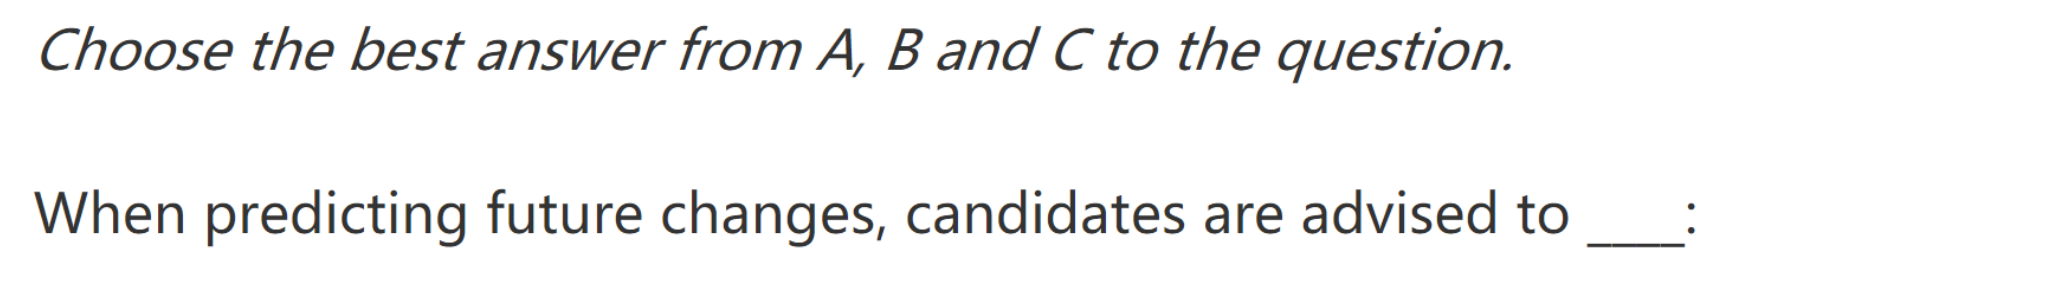 Choose the best answer from A, B and C to the question.
When predicting future changes, candidates are advised to ____: